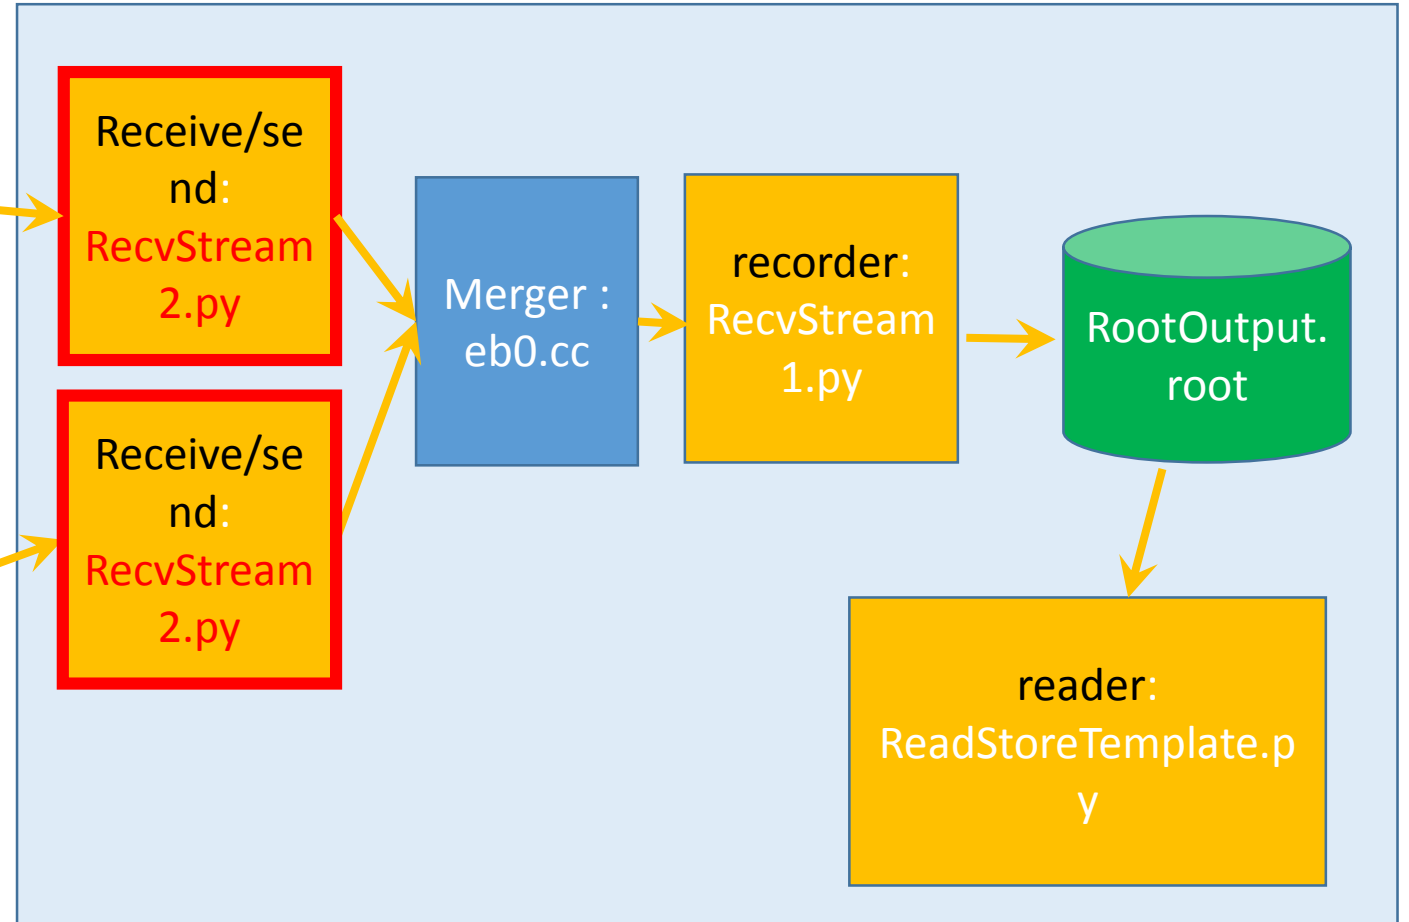 Receive/se
nd:
RecvStream
2.py
Receive/se
nd:
RecvStream
2.py
Merger :
eb0.cc
recorder:
RecvStream
1.py
RootOutput.
root
reader:
ReadStoreTemplate.p
y